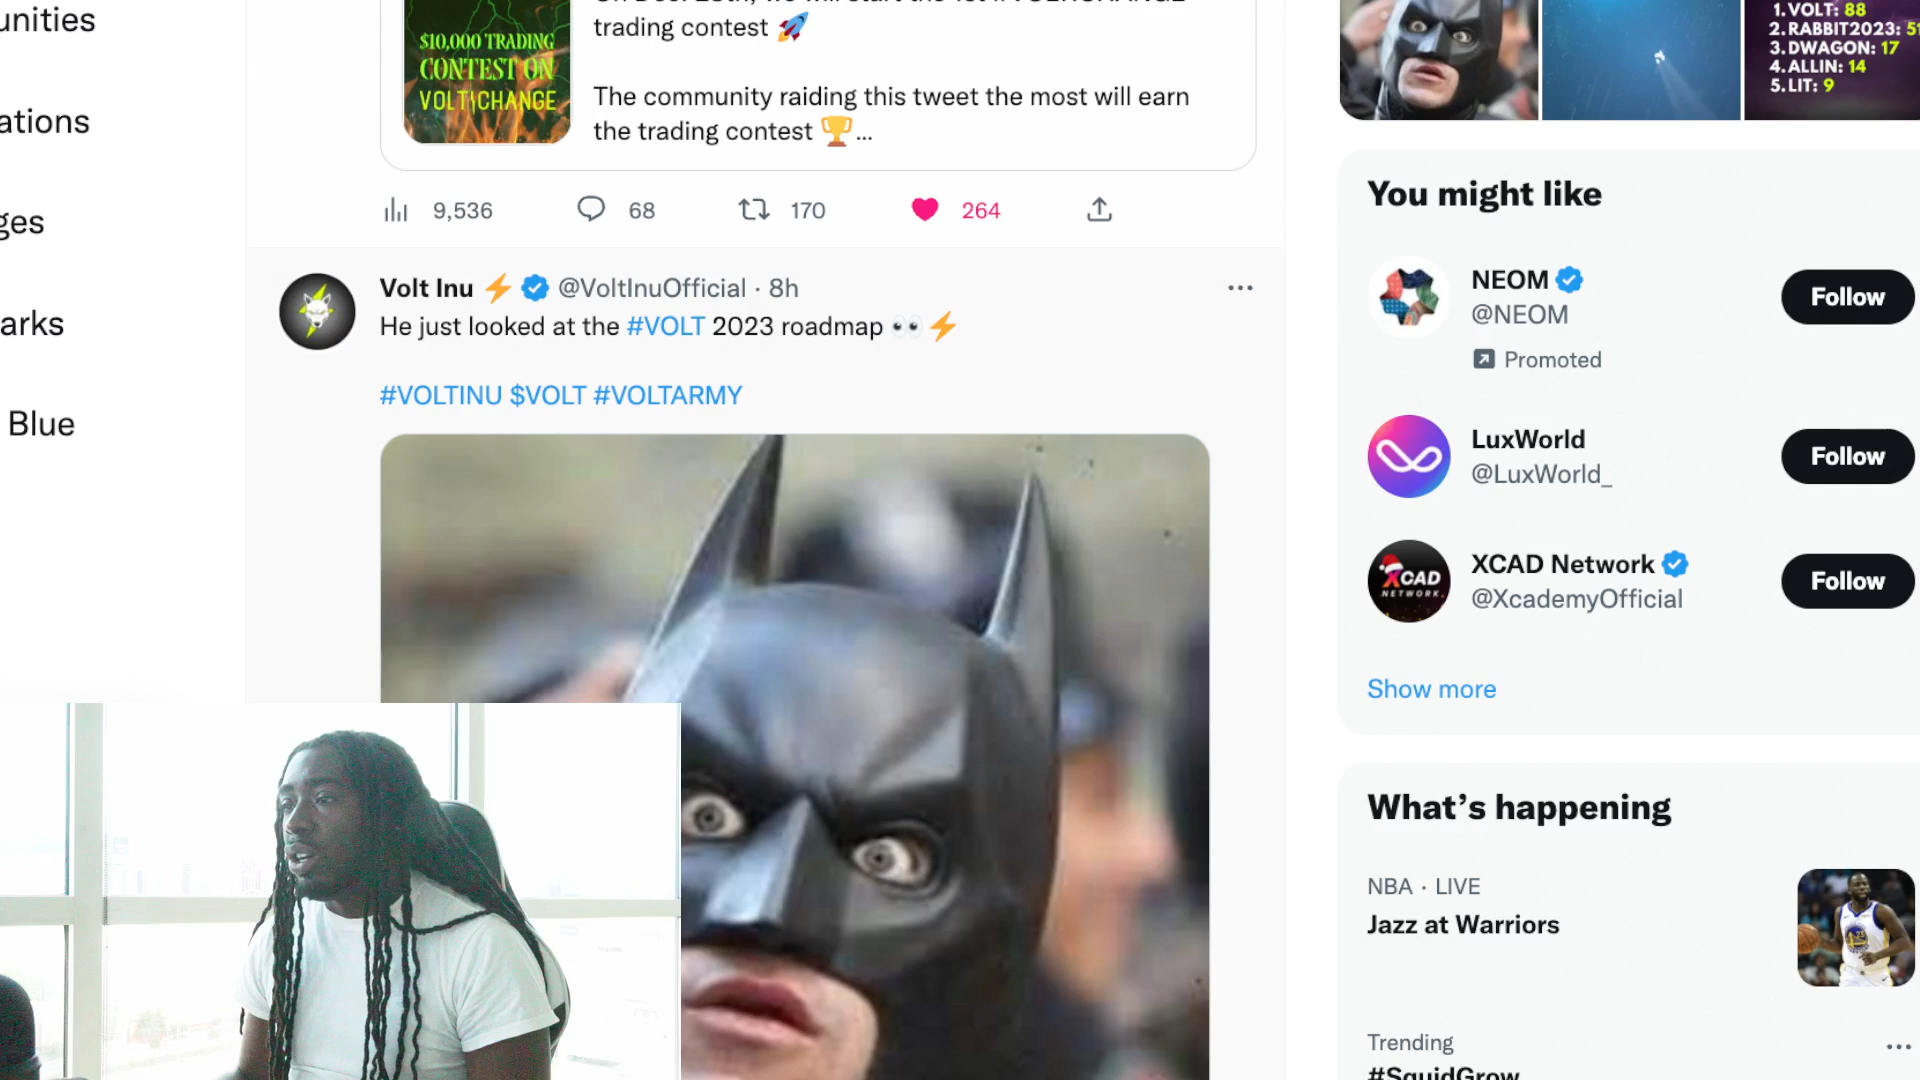 unities
ations
ges
arks
Blue
$10,000 TRADING
CONTEST ON
VOLTICHANGE
trading contest 🚀
The community raiding this tweet the most will earn
the trading contest 🏆...
9,536
68
170
264
Volt Inu ⚡ @VoltInuOfficial · 8h
He just looked at the #VOLT 2023 roadmap 👀⚡
#VOLTINU $VOLT #VOLTARMY
1.VOLT: 88
2.RABBIT2023: 51
3.DWAGON: 17
4.ALLIN: 14
5.LIT: 9
You might like
NEOM
@NEOM
Promoted
Follow
LuxWorld
@LuxWorld_
Follow
XCAD
NETWORK.
XCAD Network
@XcademyOfficial
Follow
Show more
What’s happening
NBA · LIVE
Jazz at Warriors
Trending
#SquidGrow